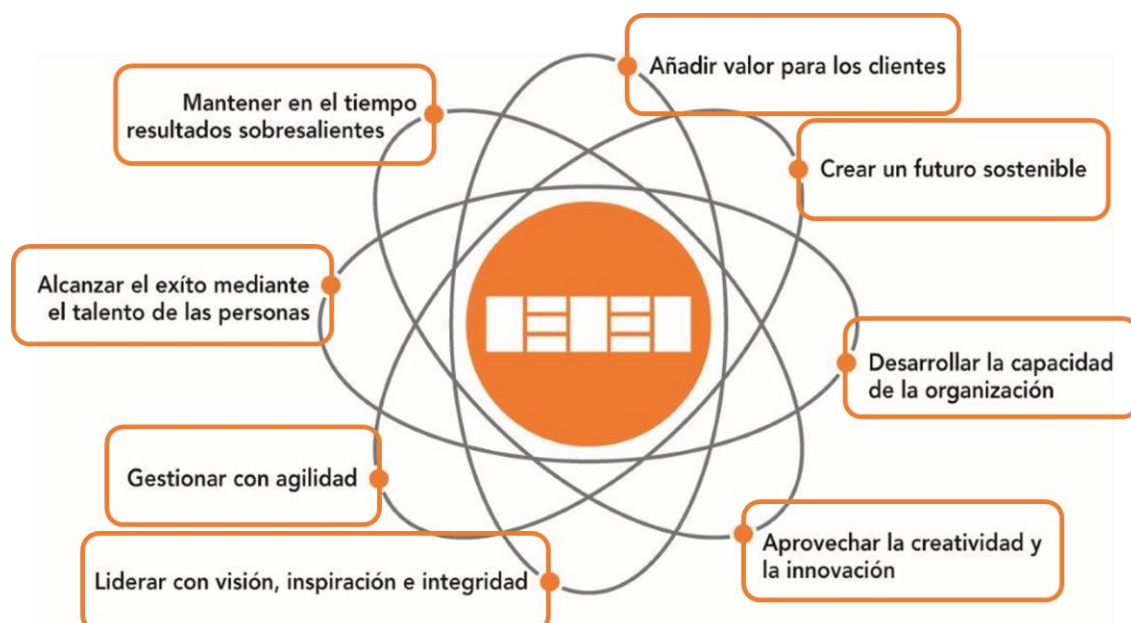 Añadir valor para los clientes
Mantener en el tiempo
resultados sobresalientes
Crear un futuro sostenible
Alcanzar el exíto mediante
el talento de las personas
Desarrollar la capacidad
de la organización
Gestionar con agilidad
Aprovechar la creatividad y
la innovación
Liderar con visión, inspiración e integridad